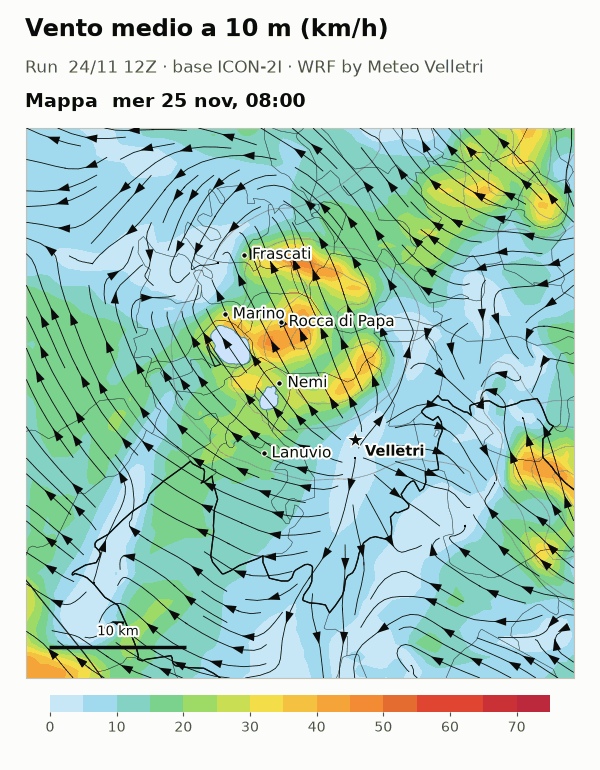 Vento medio a 10 m (km/h)
Run  24/11 12Z · base ICON-2I · WRF by Meteo Velletri
Mappa  mer 25 nov, 08:00
Frascati
Marino
Rocca di Papa
Nemi
Velletri
Lanuvio
10 km
0 10 20 30 40 50 60 70